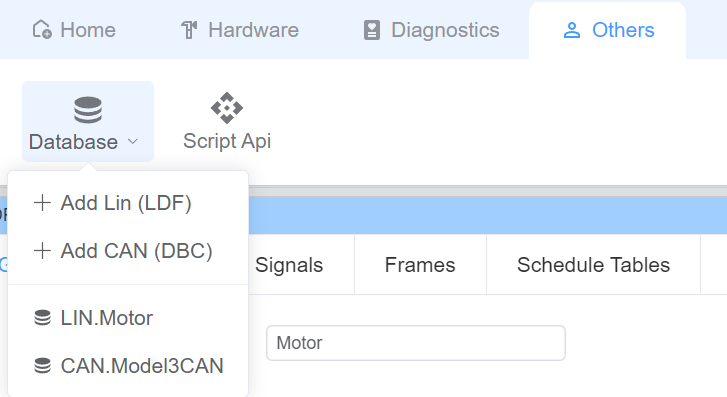 Home Hardware Diagnostics Others
Database Script Api
Add Lin (LDF)
Add CAN (DBC)
Signals Frames Schedule Tables
LIN.Motor
Motor
CAN.Model3CAN